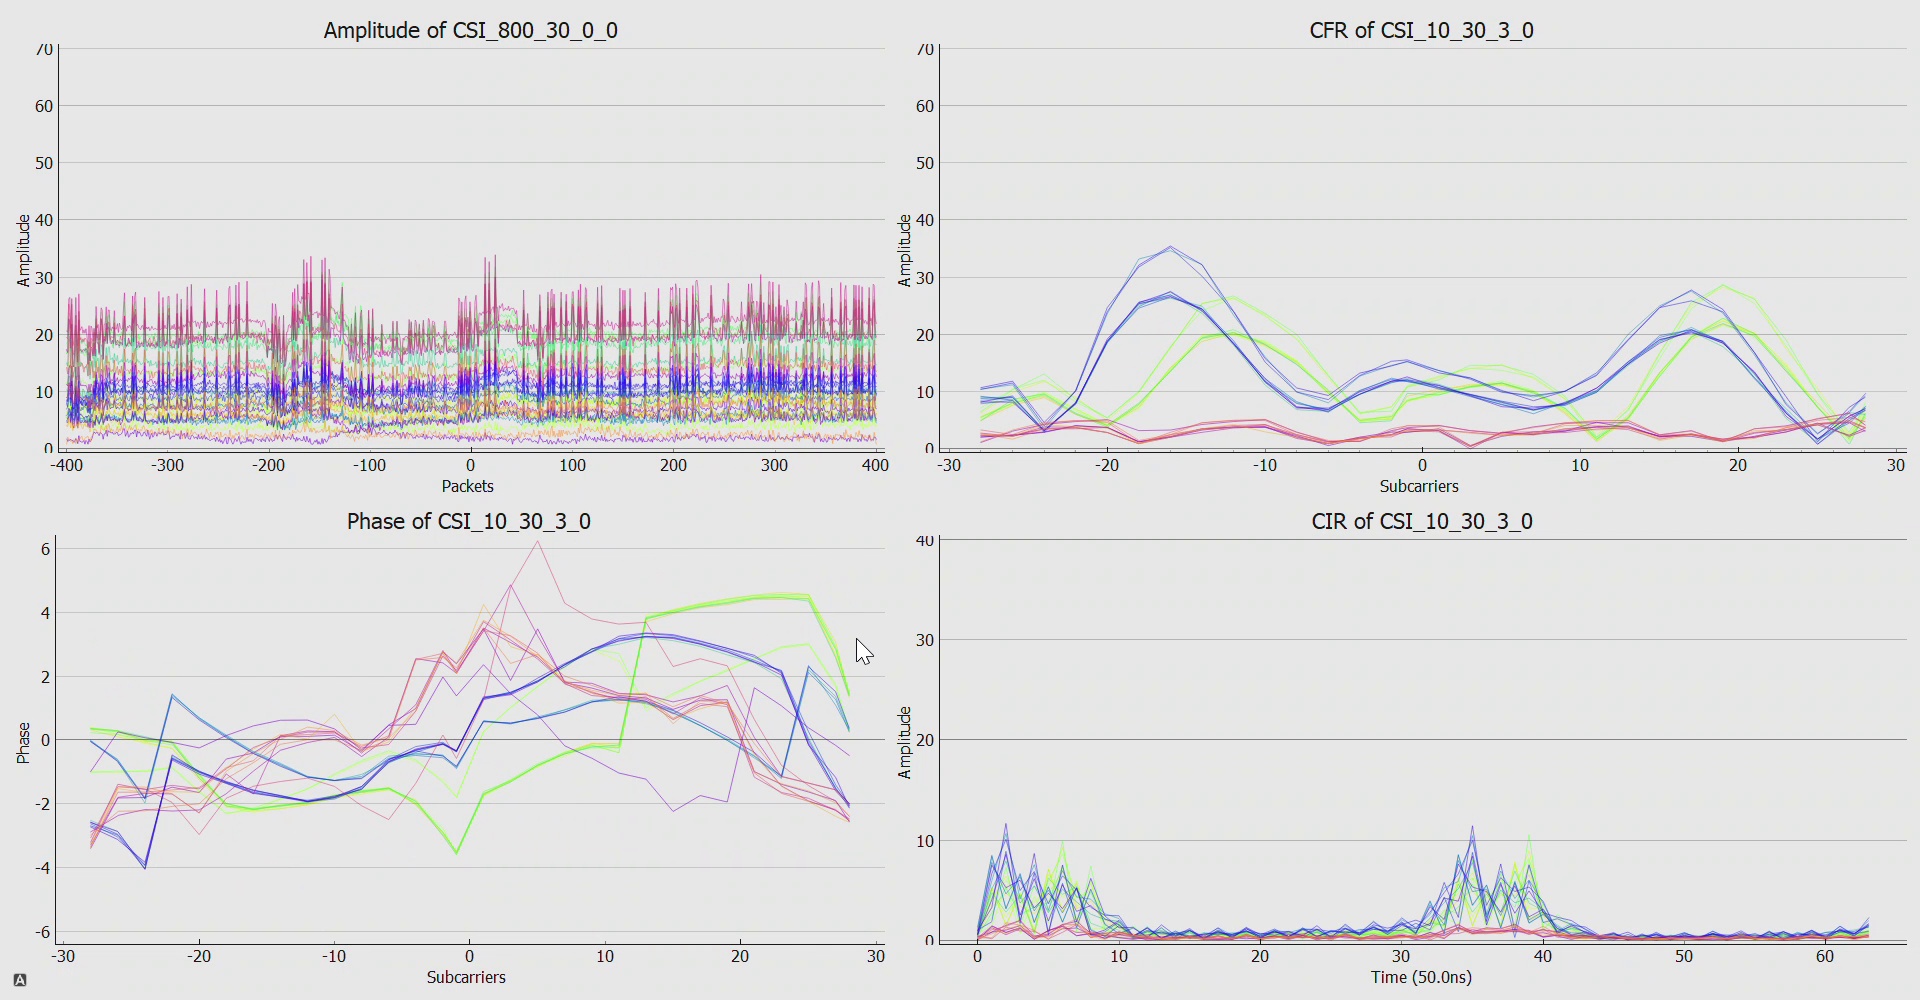 Amplitude of CSI_800_30_0_0
70
60
50
40
30
20
10
0
Amplitude
-400 -300 -200 -100 0 100 200 300 400
Packets
CFR of CSI_10_30_3_0
70
60
50
40
30
20
10
0
Amplitude
-30 -20 -10 0 10 20 30
Subcarriers
Phase of CSI_10_30_3_0
6
4
2
0
-2
-4
-6
Phase
-30 -20 -10 0 10 20 30
Subcarriers
A
CIR of CSI_10_30_3_0
40
30
20
10
0
Amplitude
0 10 20 30 40 50 60
Time (50.0ns)